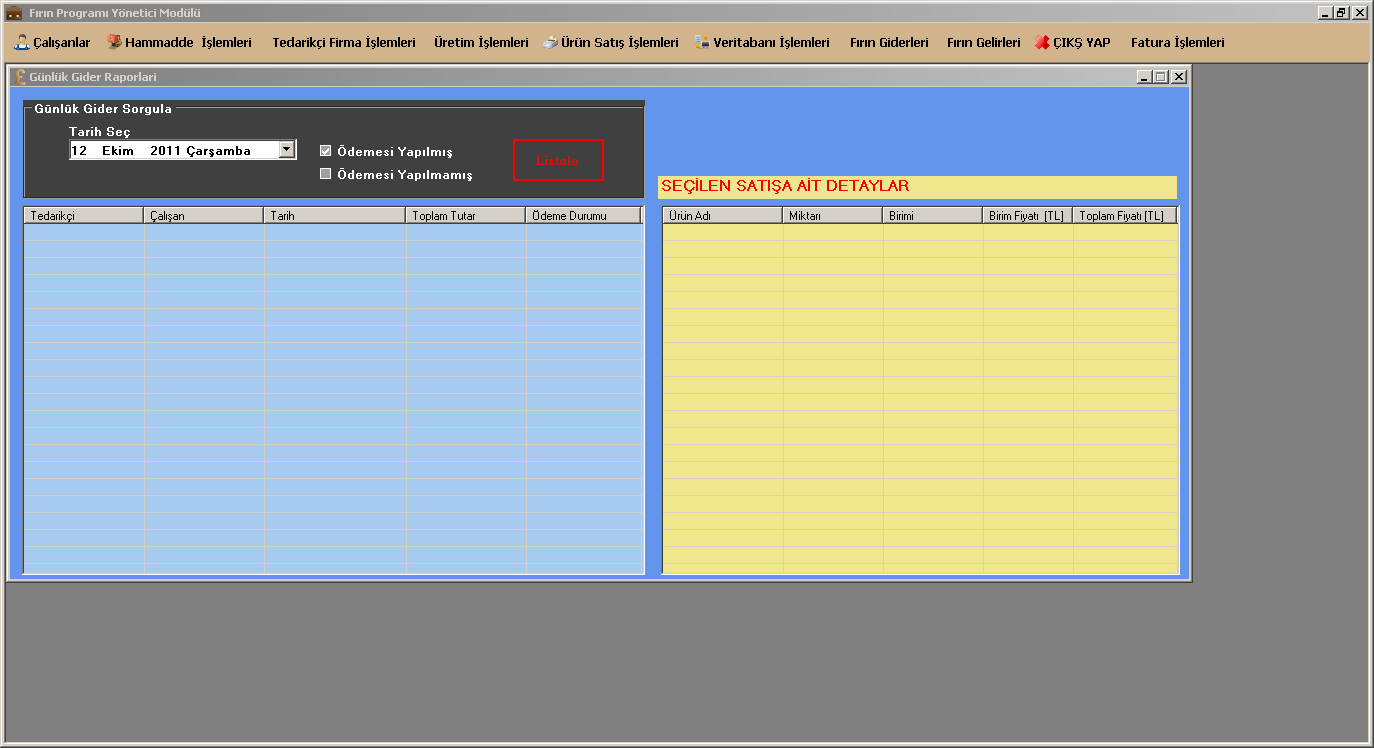 Fırın Programı Yönetici Modülü
Çalışanlar Hammadde İşlemleri Tedarikçi Firma İşlemleri Üretim İşlemleri Ürün Satış İşlemleri Veritabanı İşlemleri Fırın Giderleri Fırın Gelirleri ÇIKŞ YAP Fatura İşlemleri
Günlük Gider Raporlari
Günlük Gider Sorgula
Tarih Seç
12 Ekim 2011 Çarşamba
Ödemesi Yapılmış
Ödemesi Yapılmamış
Listele
SEÇİLEN SATIŞA AİT DETAYLAR
Tedarikçi Çalışan Tarih Toplam Tutar Ödeme Durumu
Ürün Adı Miktarı Birimi Birim Fiyatı [TL] Toplam Fiyatı [TL]